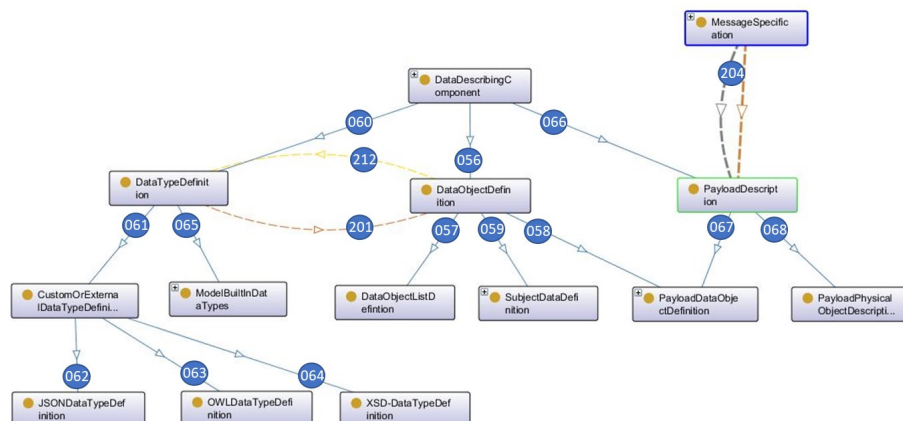 MessageSpecific
ation
204
DataDescribingC
omponent
060
066
212
056
DataTypeDefinit
ion
DataObjectDefin
ition
PayloadDescript
ion
061
065
201
057
059
058
067
068
CustomOrExterna
lDataTypeDefini...
ModelBuiltInDat
aTypes
DataObjectListD
efintion
SubjectDataDefi
nition
PayloadDataObje
ctDefinition
PayloadPhysical
ObjectDescripti...
062
063
064
JSONDataTypeDef
inition
OWLDataTypeDefi
nition
XSD-DataTypeDef
inition